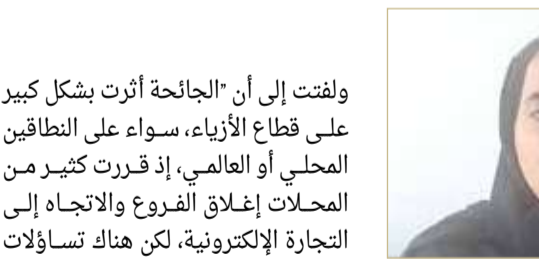 ولفتت إلى أن "الجائحة أثرت بشكل كبير
على قطاع الأزياء، سواء على النطاقين
المحلي أو العالمي، إذ قررت كثير من
المحلات إغلاق الفروع والاتجاه إلى
التجارة الإلكترونية، لكن هناك تساؤلات